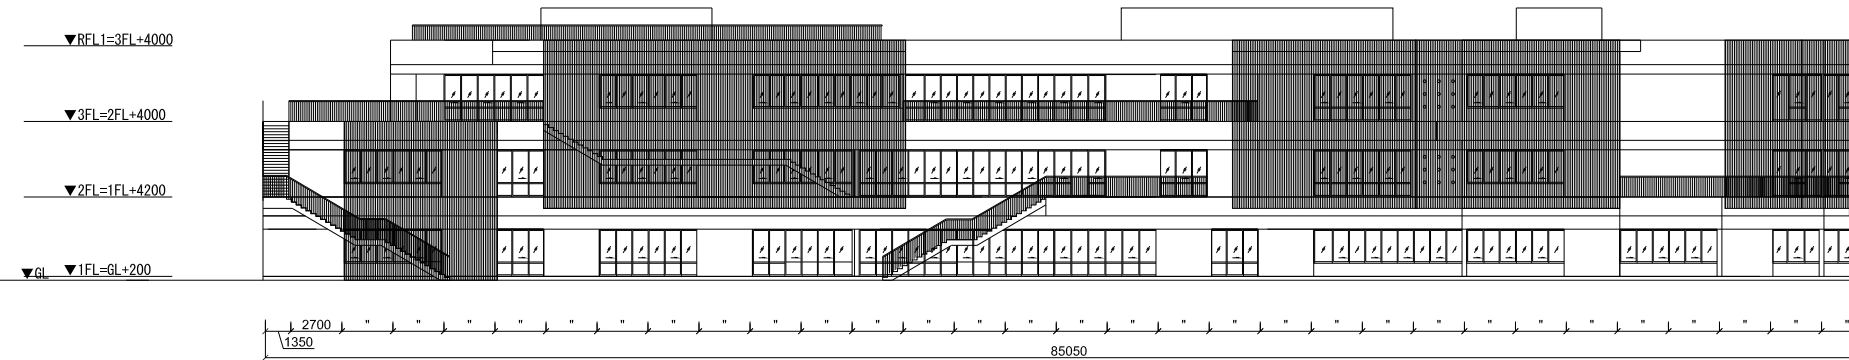 ▼RFL1=3FL+4000
▼3FL=2FL+4000
▼2FL=1FL+4200
▼GL ▼1FL=GL+200
2700 " " " " " " " " " " " " " " " " " " " " " " " " " " " " " "
1350
85050